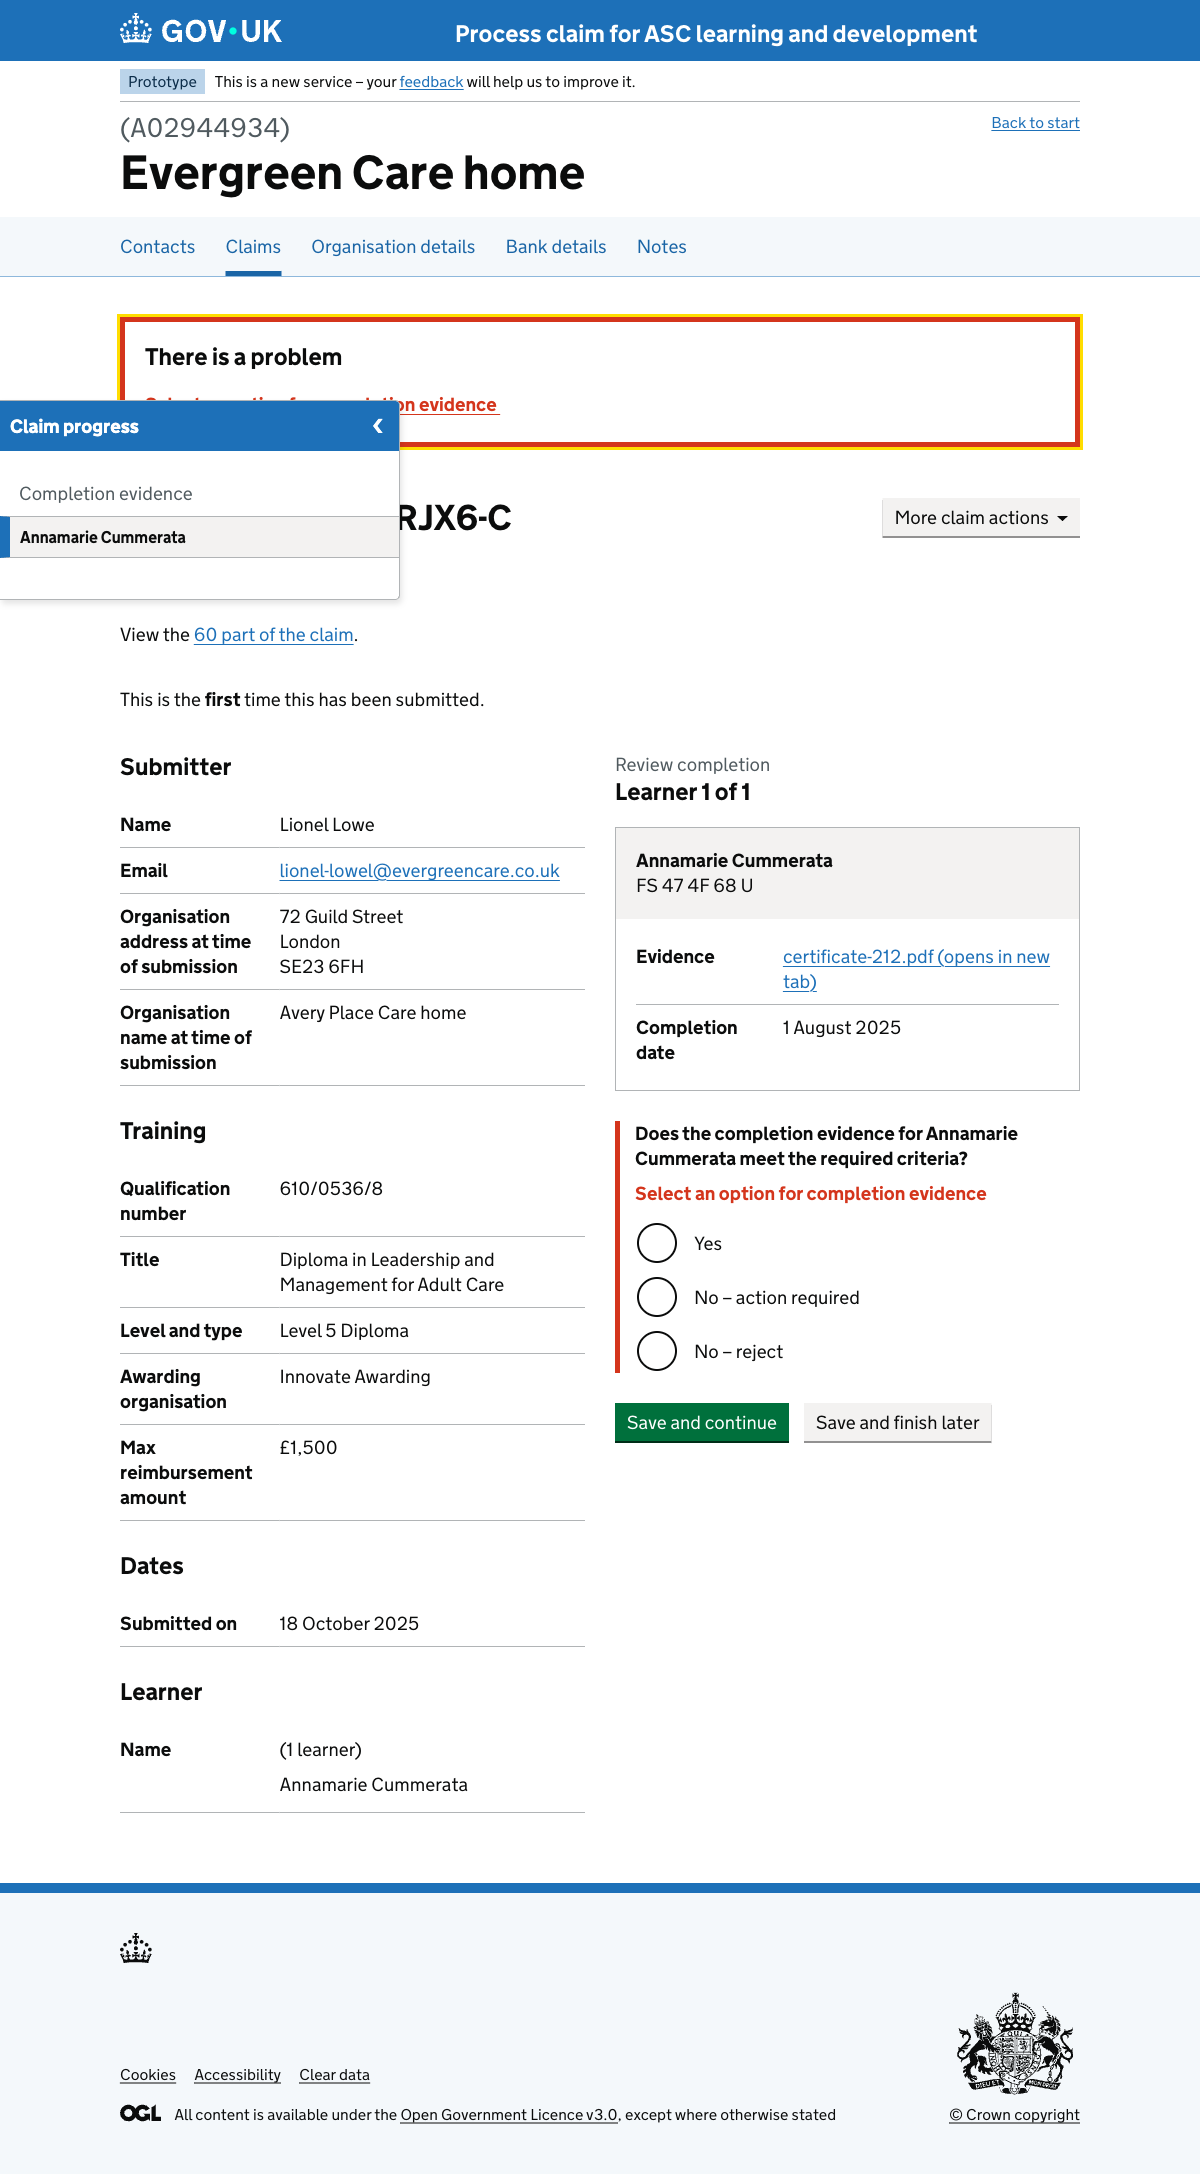 GOV·UK
Process claim for ASC learning and development
Prototype This is a new service – your feedback will help us to improve it.
(A02944934)
Back to start
Evergreen Care home
Contacts Claims Organisation details Bank details Notes
There is a problem
evidence
Claim progress
Completion evidence
Annamarie Cummerata
RJX6-C
More claim actions
View the 60 part of the claim.
This is the first time this has been submitted.
Submitter
Name Lionel Lowe
Email lionel-lowel@evergreencare.co.uk
Organisation address at time of submission
72 Guild Street
London
SE23 6FH
Organisation name at time of submission
Avery Place Care home
Training
Qualification number
610/0536/8
Title
Diploma in Leadership and
Management for Adult Care
Level and type Level 5 Diploma
Awarding organisation
Innovate Awarding
Max reimbursement amount
£1,500
Dates
Submitted on 18 October 2025
Learner
Name (1 learner)
Annamarie Cummerata
Review completion
Learner 1 of 1
Annamarie Cummerata
FS 47 4F 68 U
Evidence
certificate-212.pdf (opens in new
tab)
Completion date
1 August 2025
Does the completion evidence for Annamarie
Cummerata meet the required criteria?
Select an option for completion evidence
Yes
No – action required
No – reject
Save and continue Save and finish later
Cookies Accessibility Clear data
OGL All content is available under the Open Government Licence v3.0, except where otherwise stated
© Crown copyright